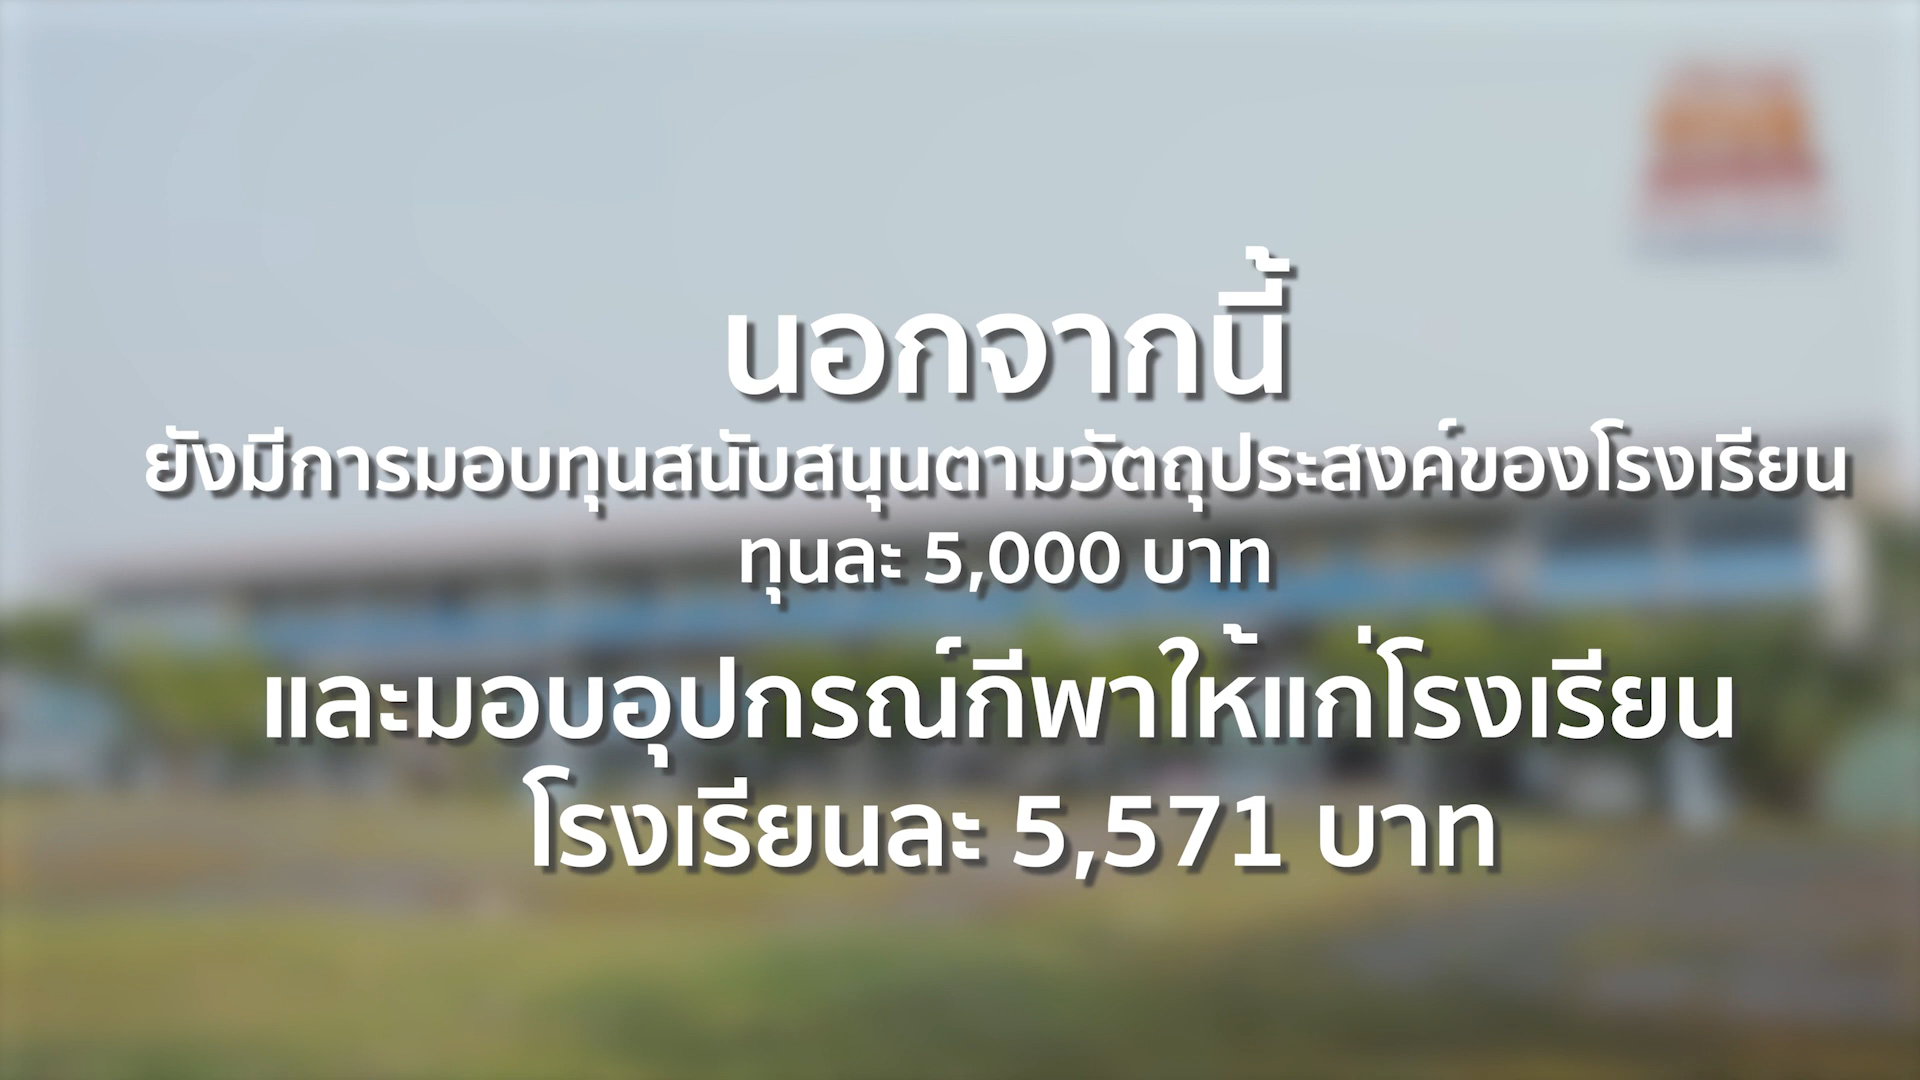 นอกจากนี้
ยังมีการมอบทุนสนับสนุนตามวัตถุประสงค์ของโรงเรียน
ทุนละ 5,000 บาท
และมอบอุปกรณ์กีพาให้แก่โรงเรียน
โรงเรียนละ 5,571 บาท